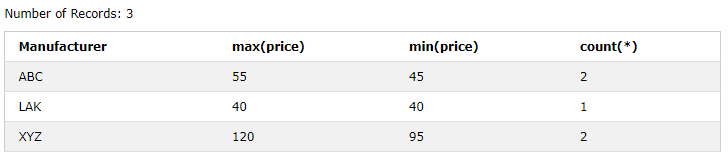 Number of Records: 3
Manufacturer max(price) min(price) count(*)
ABC 55 45 2
LAK 40 40 1
XYZ 120 95 2